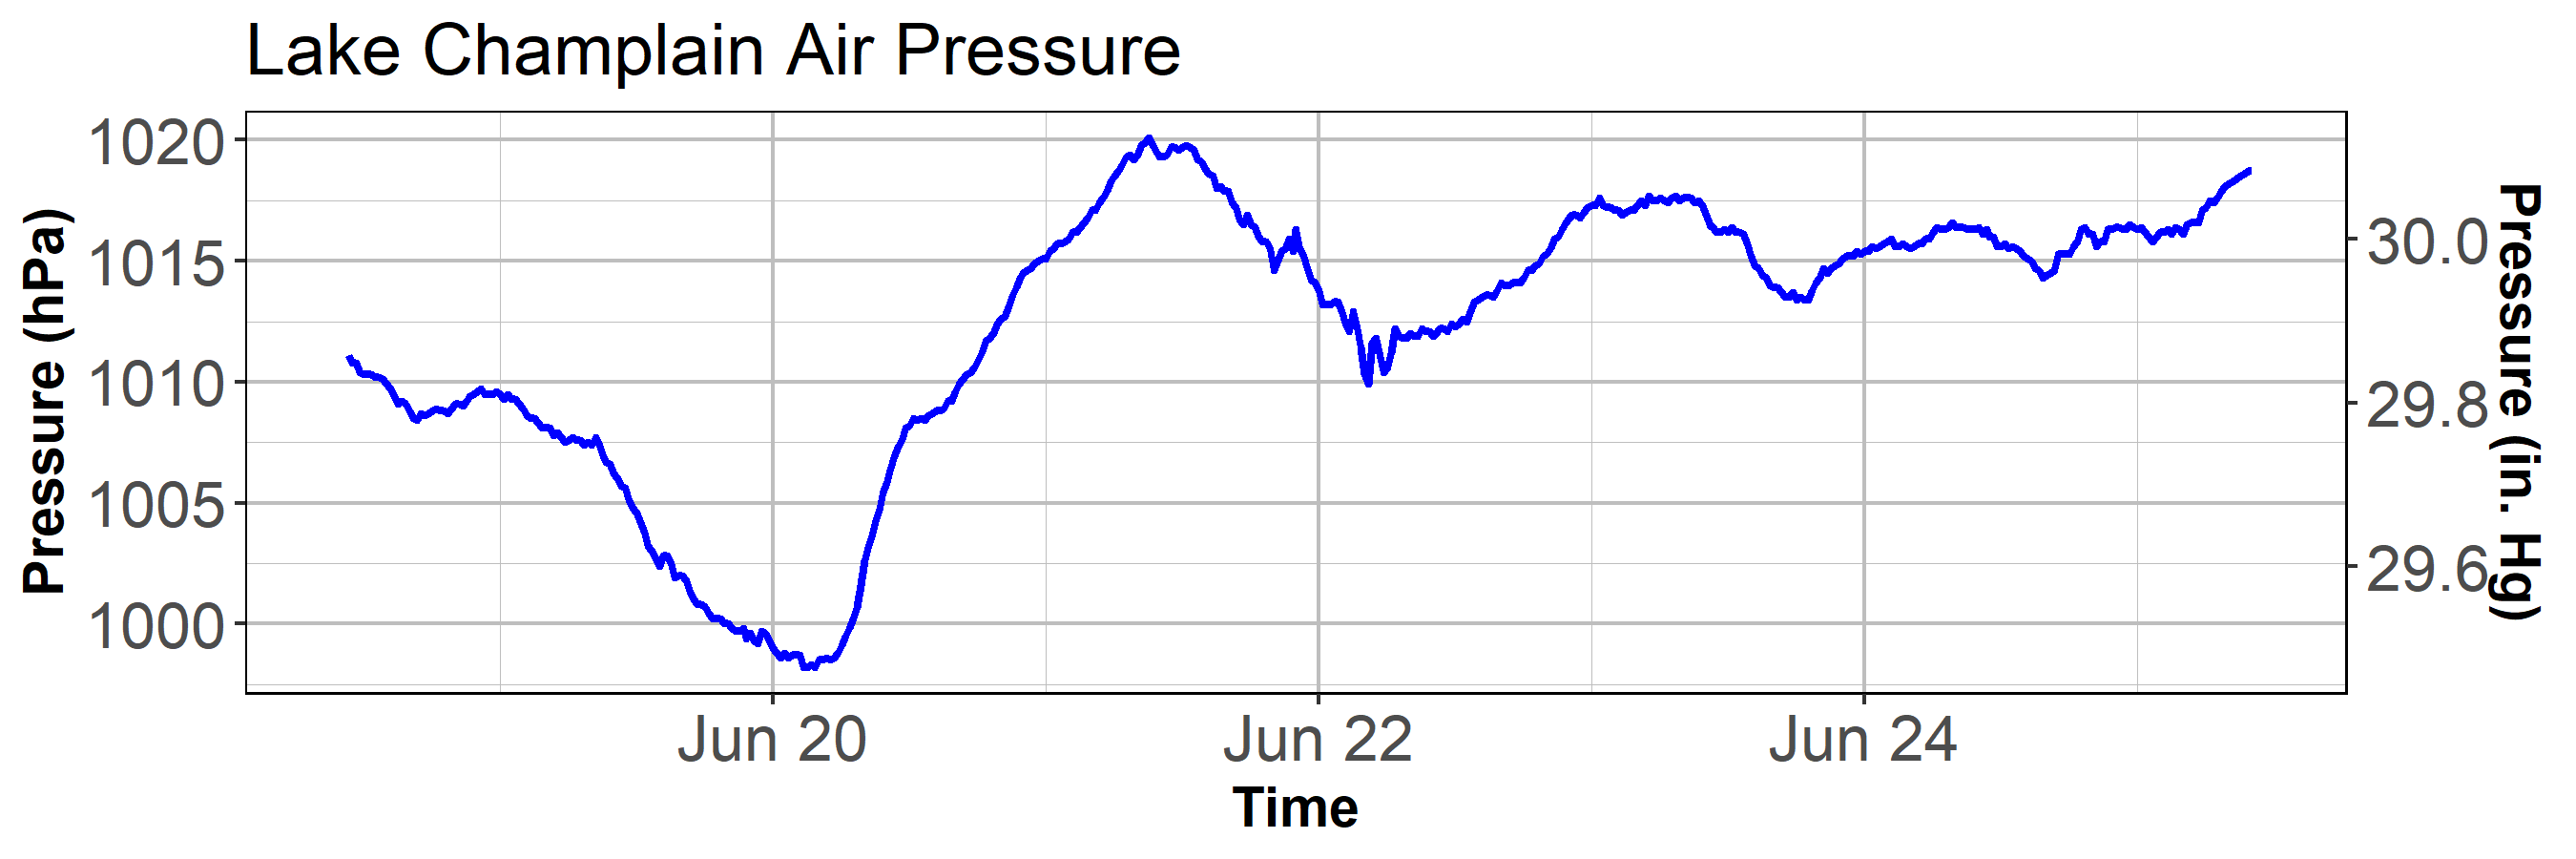 Lake Champlain Air Pressure
Pressure (hPa)
1020
1015
1010
1005
1000
30.0
29.8
29.6
Pressure (in. Hg)
Jun 20 Jun 22 Jun 24
Time